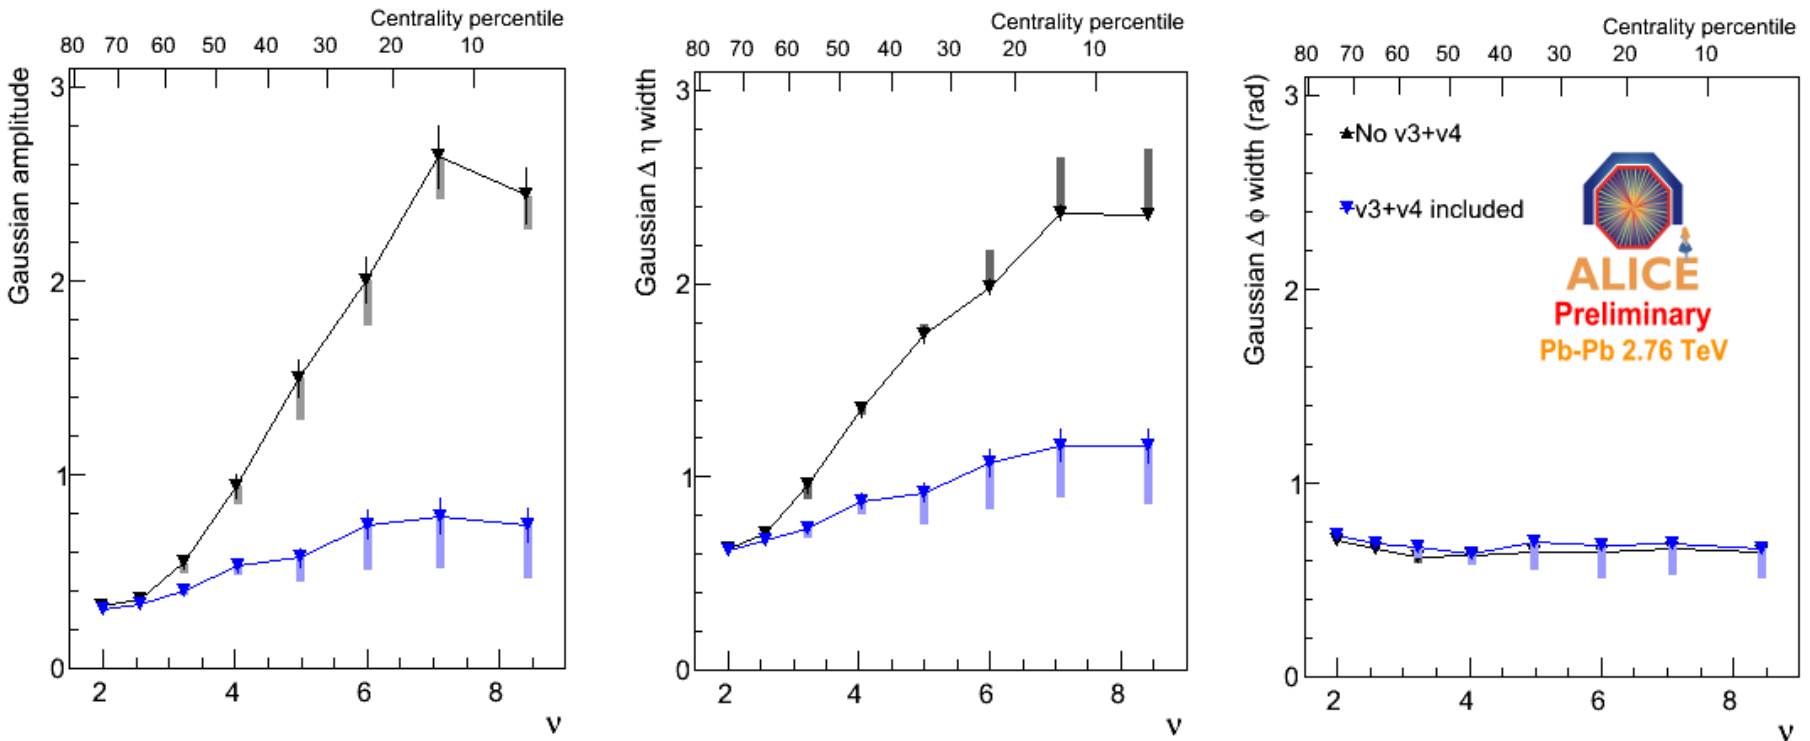 Centrality percentile
80 70 60 50 40 30 20 10
Gaussian amplitude
3
2
1
0
2 4 6 8
ν
Centrality percentile
80 70 60 50 40 30 20 10
Gaussian Δ η width
3
2
1
0
2 4 6 8
ν
Centrality percentile
80 70 60 50 40 30 20 10
Gaussian Δ ϕ width (rad)
3
2
1
0
2 4 6 8
ν
No v3+v4
v3+v4 included
ALICE
Preliminary
Pb-Pb 2.76 TeV